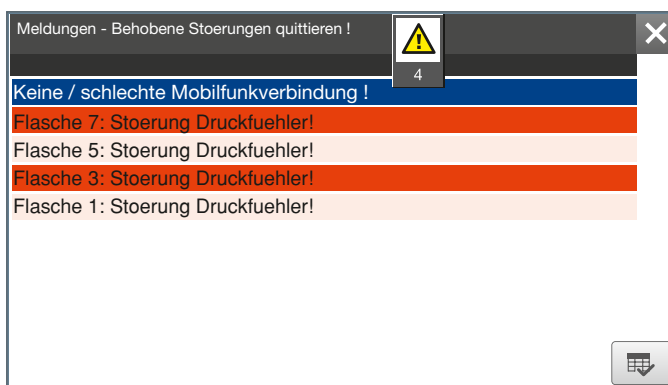 Meldungen - Behobene Stoerungen quittieren !
4
Keine / schlechte Mobilfunkverbindung !
Flasche 7: Stoerung Druckfuehler!
Flasche 5: Stoerung Druckfuehler!
Flasche 3: Stoerung Druckfuehler!
Flasche 1: Stoerung Druckfuehler!